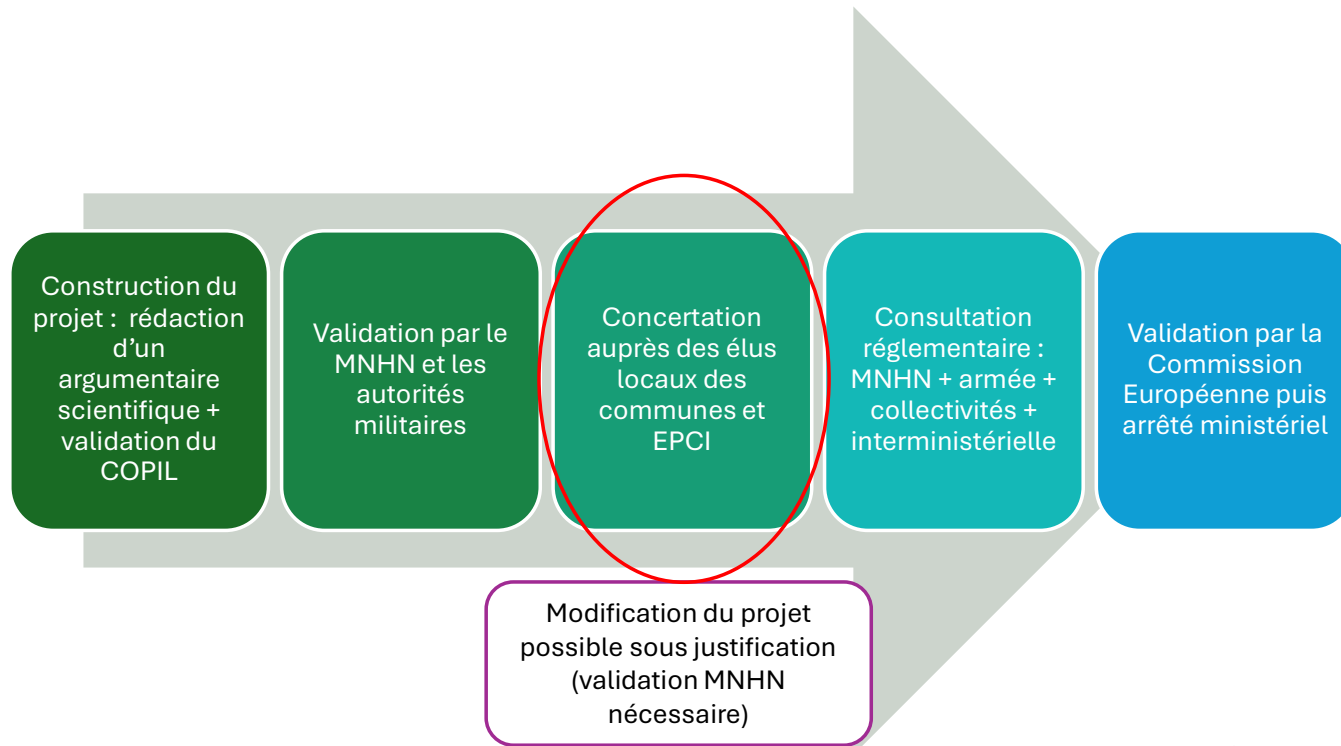 Construction du
projet :  rédaction
d’un
argumentaire
scientifique +
validation du
COPIL
Validation par le
MNHN et les
autorités
militaires
Concertation
auprès des élus
locaux des
communes et
EPCI
Consultation
réglementaire :
MNHN + armée +
collectivités +
interministérielle
Validation par la
Commission
Européenne puis
arrêté ministériel
Modification du projet
possible sous justification
(validation MNHN
nécessaire)